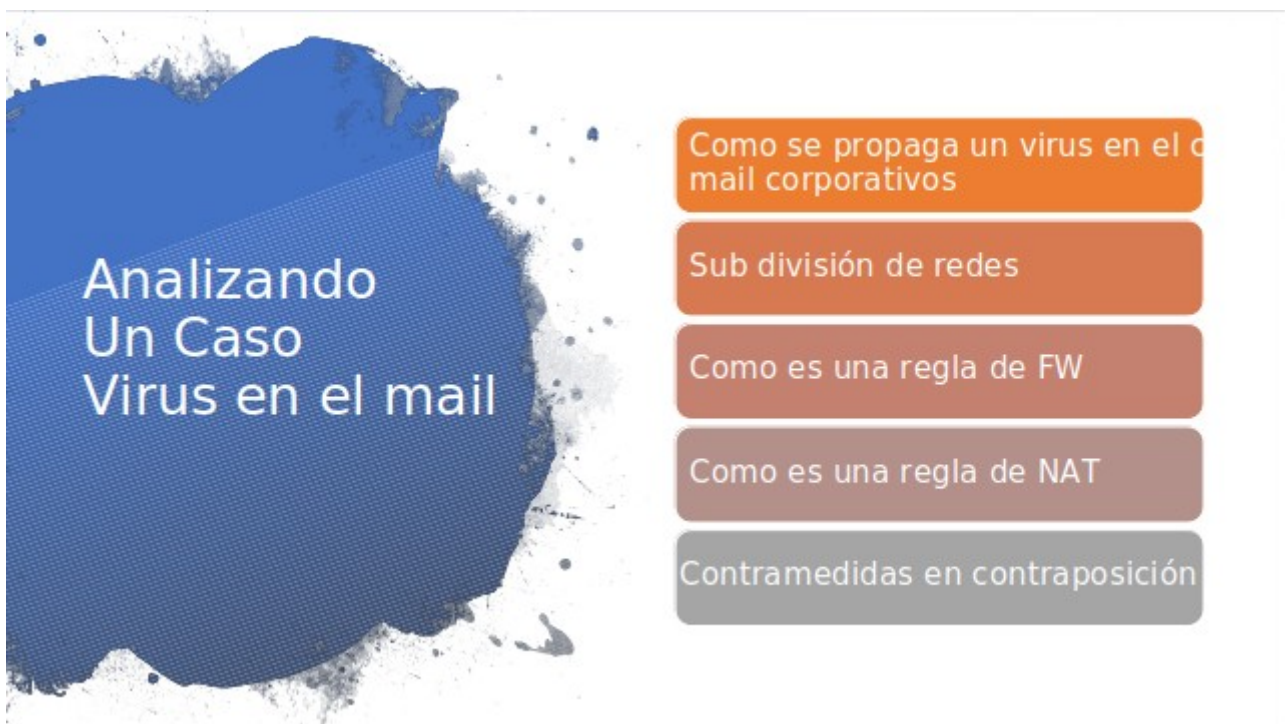 Analizando
Un Caso
Virus en el mail
Como se propaga un virus en el
mail corporativos
Sub división de redes
Como es una regla de FW
Como es una regla de NAT
Contramedidas en contraposición